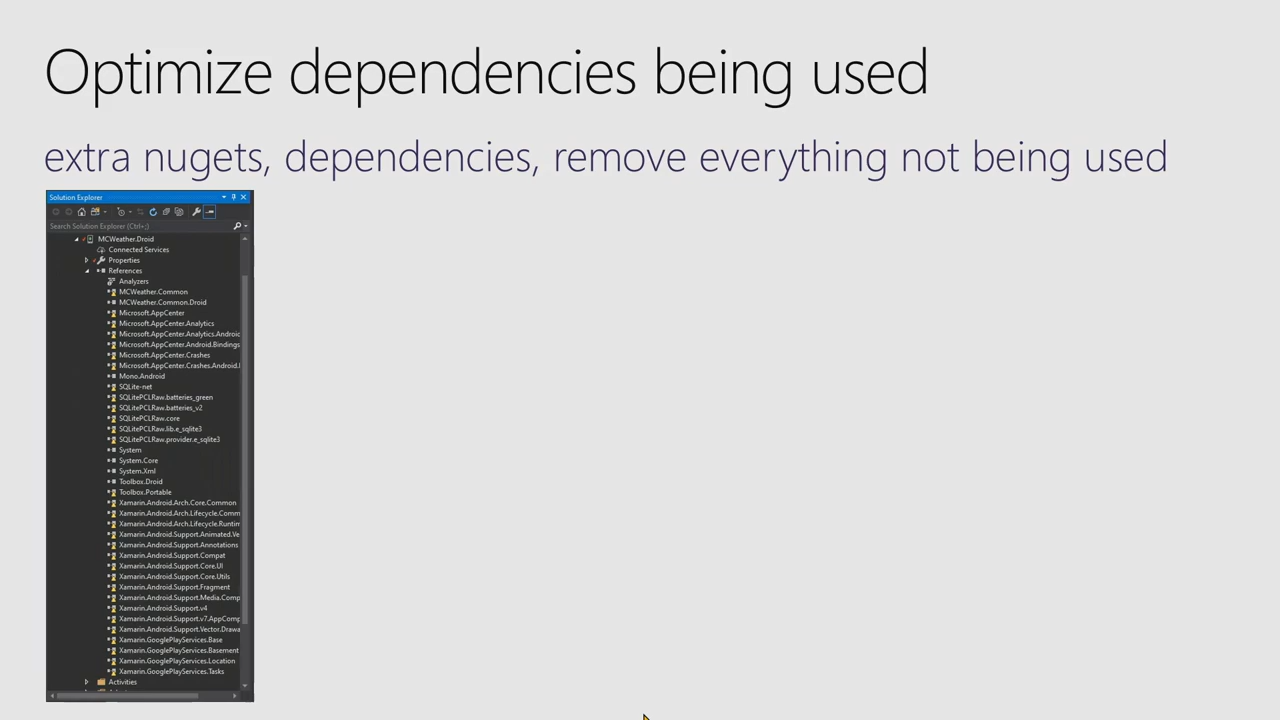 Optimize dependencies being used
extra nugets, dependencies, remove everything not being used
Solution Explorer
Search Solution Explorer (Ctrl+;)
MCWeather.Droid
Connected Services
Properties
References
Analyzers
MCWeather.Common
MCWeather.Common.Droid
Microsoft.AppCenter
Microsoft.AppCenter.Analytics
Microsoft.AppCenter.Analytics.Android
Microsoft.AppCenter.Android.Bindings
Microsoft.AppCenter.Crashes
Microsoft.AppCenter.Crashes.Android.
Mono.Android
SQLite-net
SQLitePCLRaw.batteries_green
SQLitePCLRaw.batteries_v2
SQLitePCLRaw.core
SQLitePCLRaw.lib.e_sqlite3
SQLitePCLRaw.provider.e_sqlite3
System
System.Core
System.Xml
Toolbox.Droid
Toolbox.Portable
Xamarin.Android.Arch.Core.Common
Xamarin.Android.Arch.Lifecycle.Comm
Xamarin.Android.Arch.Lifecycle.Runtim
Xamarin.Android.Support.Animated.Ve
Xamarin.Android.Support.Annotations
Xamarin.Android.Support.Compat
Xamarin.Android.Support.Core.UI
Xamarin.Android.Support.Core.Utils
Xamarin.Android.Support.Fragment
Xamarin.Android.Support.Media.Comp
Xamarin.Android.Support.v4
Xamarin.Android.Support.v7.AppComp
Xamarin.Android.Support.Vector.Drawa
Xamarin.GooglePlayServices.Base
Xamarin.GooglePlayServices.Basement
Xamarin.GooglePlayServices.Location
Xamarin.GooglePlayServices.Tasks
Activities